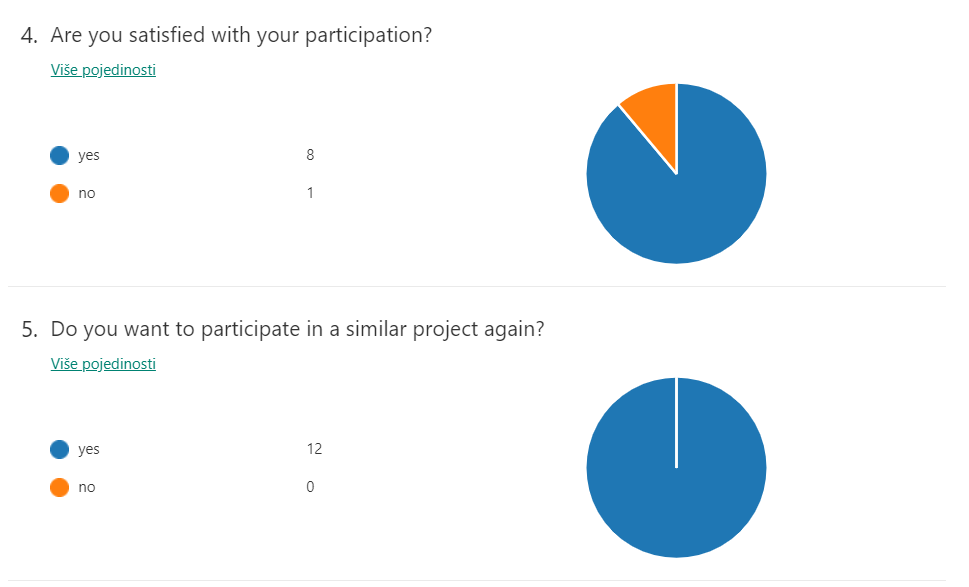 4. Are you satisfied with your participation?
Više pojedinosti
yes 8
no 1
5. Do you want to participate in a similar project again?
Više pojedinosti
yes 12
no 0